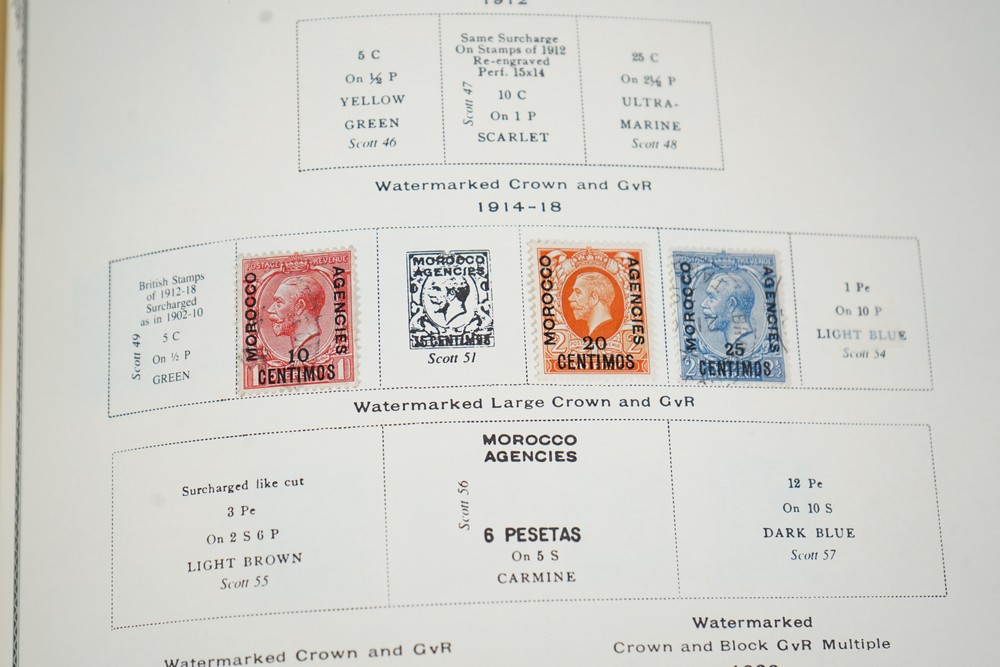 1912
5 C
On ½ P
YELLOW
GREEN
Scott 46
Same Surcharge
On Stamps of 1912
Re-engraved
Perf. 15x14
Scott 47
10 C
On 1 P
SCARLET
25 C
On 2½ P
ULTRA-
MARINE
Scott 48
Watermarked Crown and GvR
1914-18
British Stamps
of 1912-18
Surcharged
as in 1902-10
Scott 49
5 C
On ½ P
GREEN
POSTAGE REVENUE
MOROCCO
AGENCIES
10
CENTIMOS
MOROCCO
AGENCIES
15 CENTIMOS
Scott 51
MOROCCO
AGENCIES
20
CENTIMOS
MOROCCO
AGENCIES
25
CENTIMOS
1 Pe
On 10 P
LIGHT BLUE
Scott 54
Watermarked Large Crown and GvR
Surcharged like cut
3 Pe
On 2 S 6 P
LIGHT BROWN
Scott 55
MOROCCO
AGENCIES
Scott 56
6 PESETAS
On 5 S
CARMINE
12 Pe
On 10 S
DARK BLUE
Scott 57
Watermarked Crown and GvR
Watermarked
Crown and Block GvR Multiple